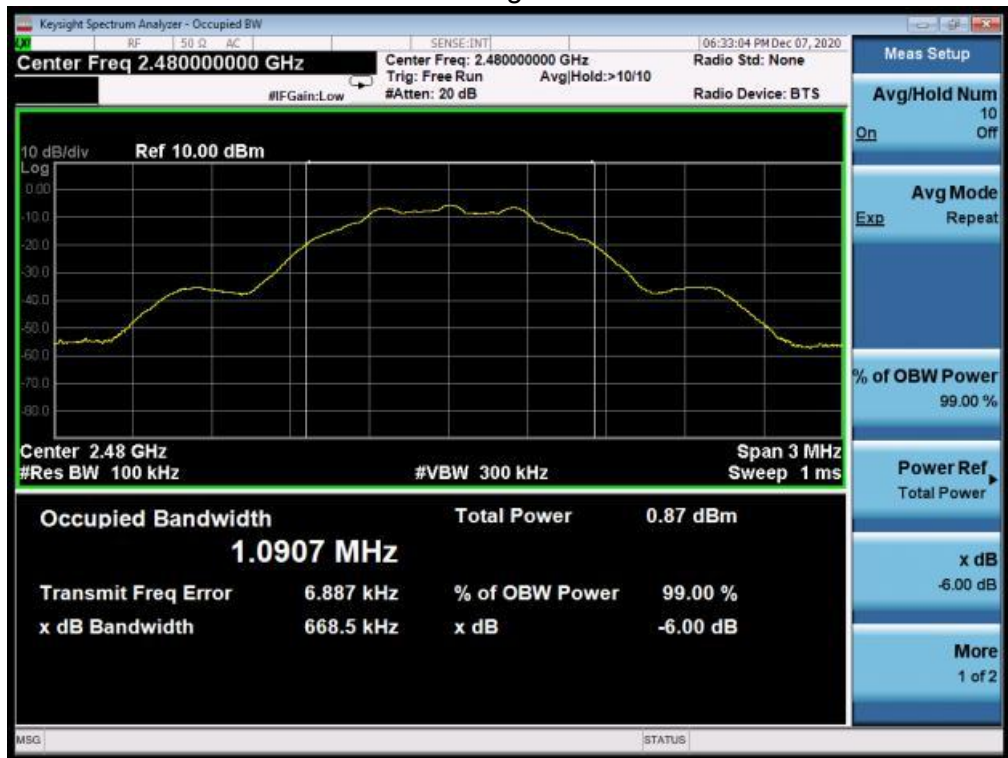 Keysight Spectrum Analyzer - Occupied BW
RF 50 Ω AC SENSE:INT 06:33:04 PM Dec 07, 2020
Center Freq 2.480000000 GHz
Center Freq: 2.480000000 GHz Radio Std: None
Trig: Free Run Avg|Hold:>10/10
#IFGain:Low #Atten: 20 dB Radio Device: BTS
10 dB/div Ref 10.00 dBm
Log
0.00
-10.0
-20.0
-30.0
-40.0
-50.0
-60.0
-70.0
-80.0
Center 2.48 GHz Span 3 MHz
#Res BW 100 kHz #VBW 300 kHz Sweep 1 ms
Occupied Bandwidth Total Power 0.87 dBm
1.0907 MHz
Transmit Freq Error 6.887 kHz % of OBW Power 99.00 %
x dB Bandwidth 668.5 kHz x dB -6.00 dB
Meas Setup
Avg/Hold Num
10
On Off
Avg Mode
Exp Repeat
% of OBW Power
99.00 %
Power Ref
Total Power
x dB
-6.00 dB
More
1 of 2
MSG STATUS